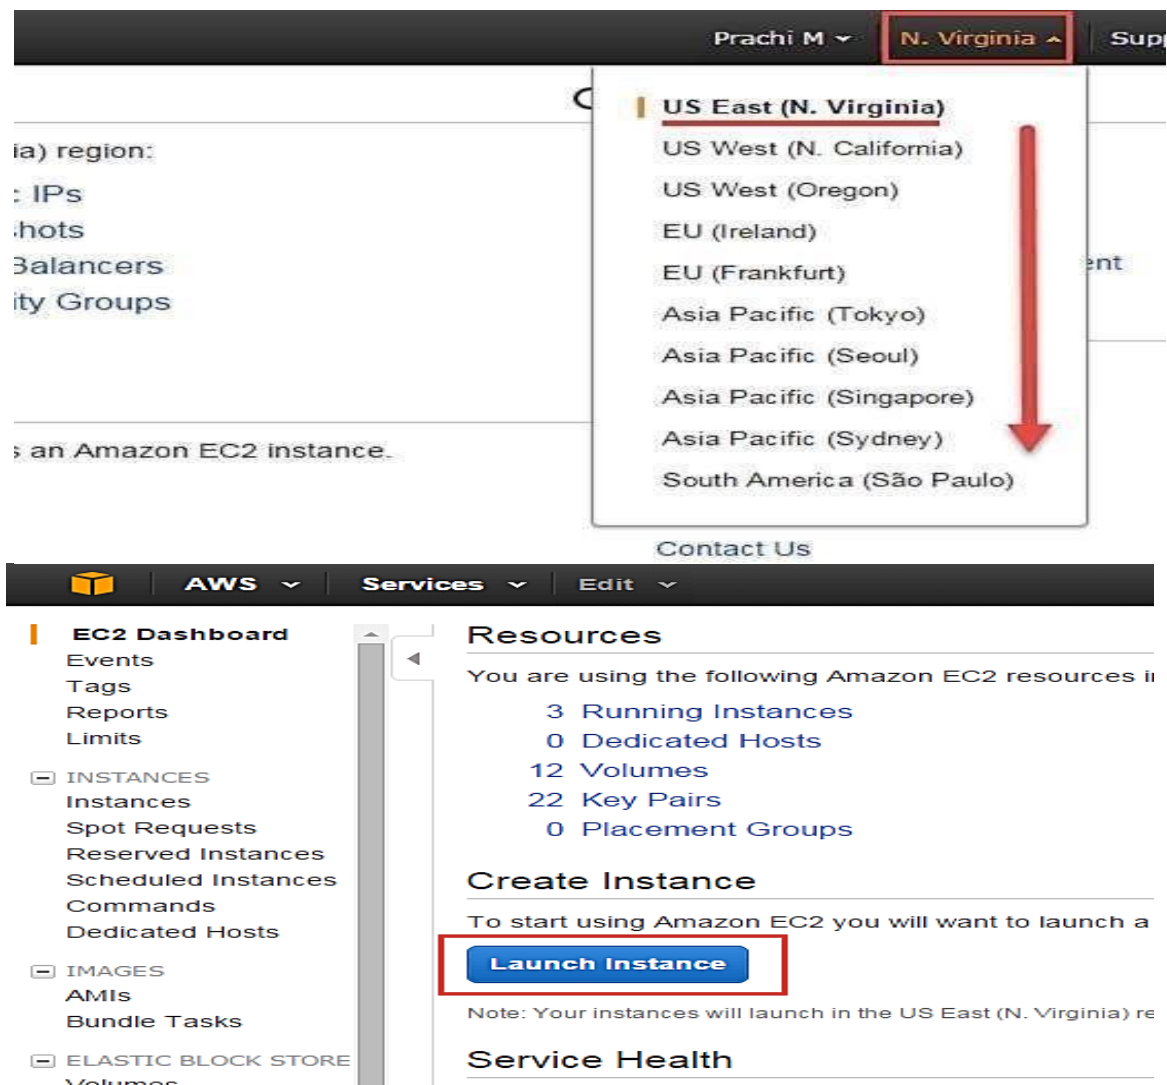 Prachi M N. Virginia
US East (N. Virginia)
US West (N. California)
US West (Oregon)
EU (Ireland)
EU (Frankfurt)
Asia Pacific (Tokyo)
Asia Pacific (Seoul)
Asia Pacific (Singapore)
Asia Pacific (Sydney)
South America (São Paulo)
ia) region:
IPs
hots
Balancers
ity Groups
ent
s an Amazon EC2 instance.
Contact Us
AWS Services Edit
EC2 Dashboard
Events
Tags
Reports
Limits
INSTANCES
Instances
Spot Requests
Reserved Instances
Scheduled Instances
Commands
Dedicated Hosts
IMAGES
AMIs
Bundle Tasks
ELASTIC BLOCK STORE
Volumes
Resources
You are using the following Amazon EC2 resources i
3 Running Instances
0 Dedicated Hosts
12 Volumes
22 Key Pairs
0 Placement Groups
Create Instance
To start using Amazon EC2 you will want to launch a
Launch Instance
Note: Your instances will launch in the US East (N. Virginia) re
Service Health